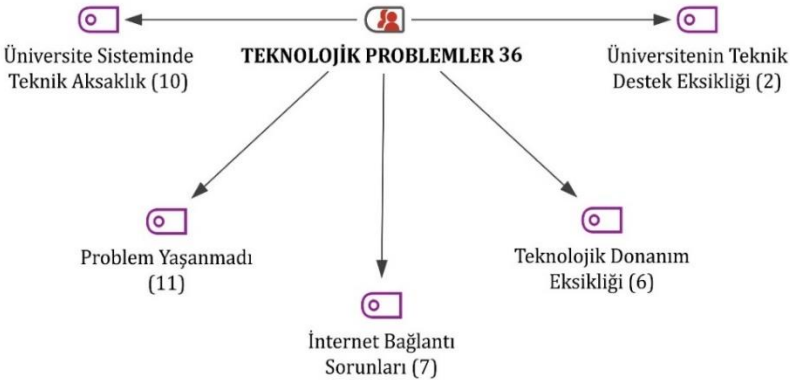 TEKNOLOJİK PROBLEMLER 36
Üniversite Sisteminde
Teknik Aksaklık (10)
Üniversitenin Teknik
Destek Eksikliği (2)
Problem Yaşanmadı
(11)
Teknolojik Donanım
Eksikliği (6)
İnternet Bağlantı
Sorunları (7)